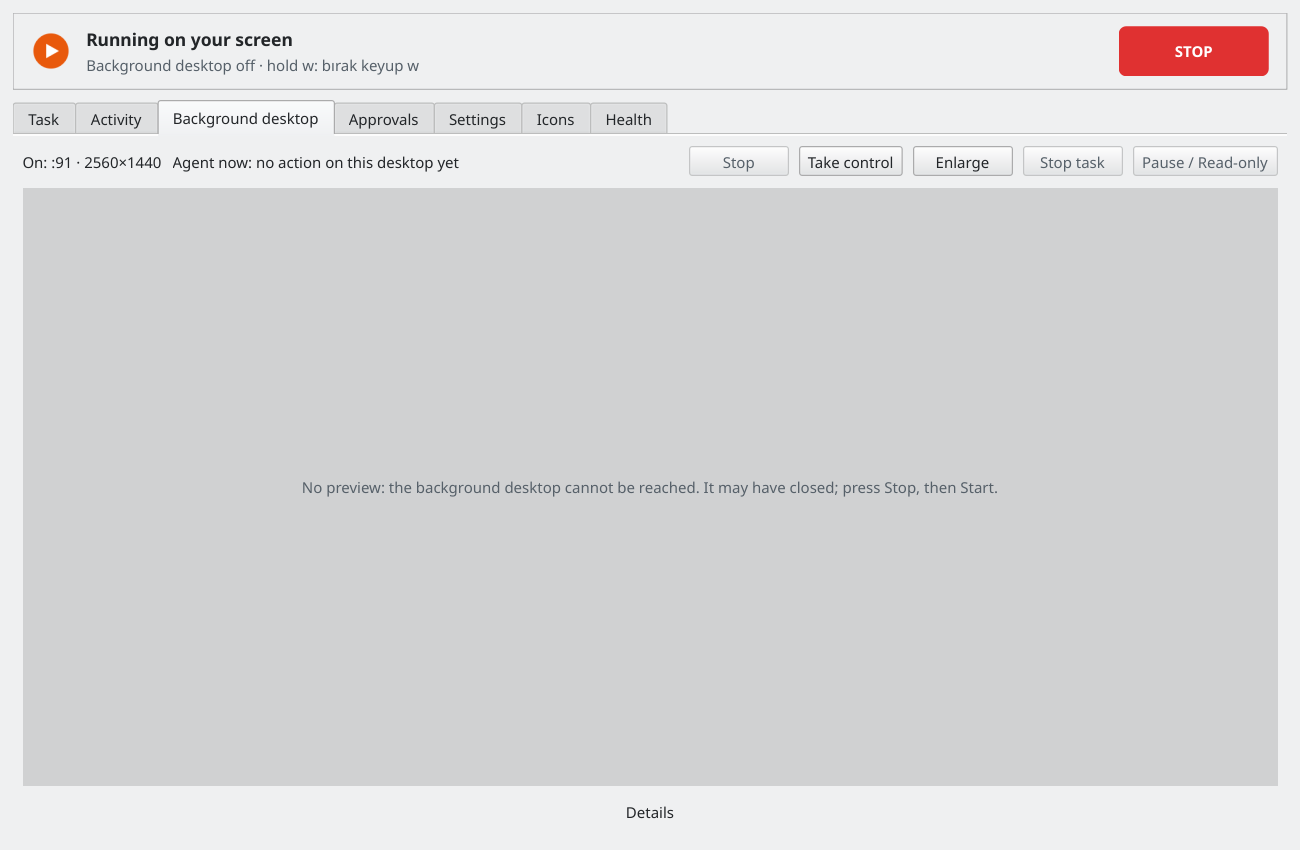 Running on your screen
Background desktop off · hold w: bırak keyup w
STOP
Task
Activity
Background desktop
Approvals
Settings
Icons
Health
On: :91 · 2560×1440 Agent now: no action on this desktop yet
Stop
Take control
Enlarge
Stop task
Pause / Read-only
No preview: the background desktop cannot be reached. It may have closed; press Stop, then Start.
Details